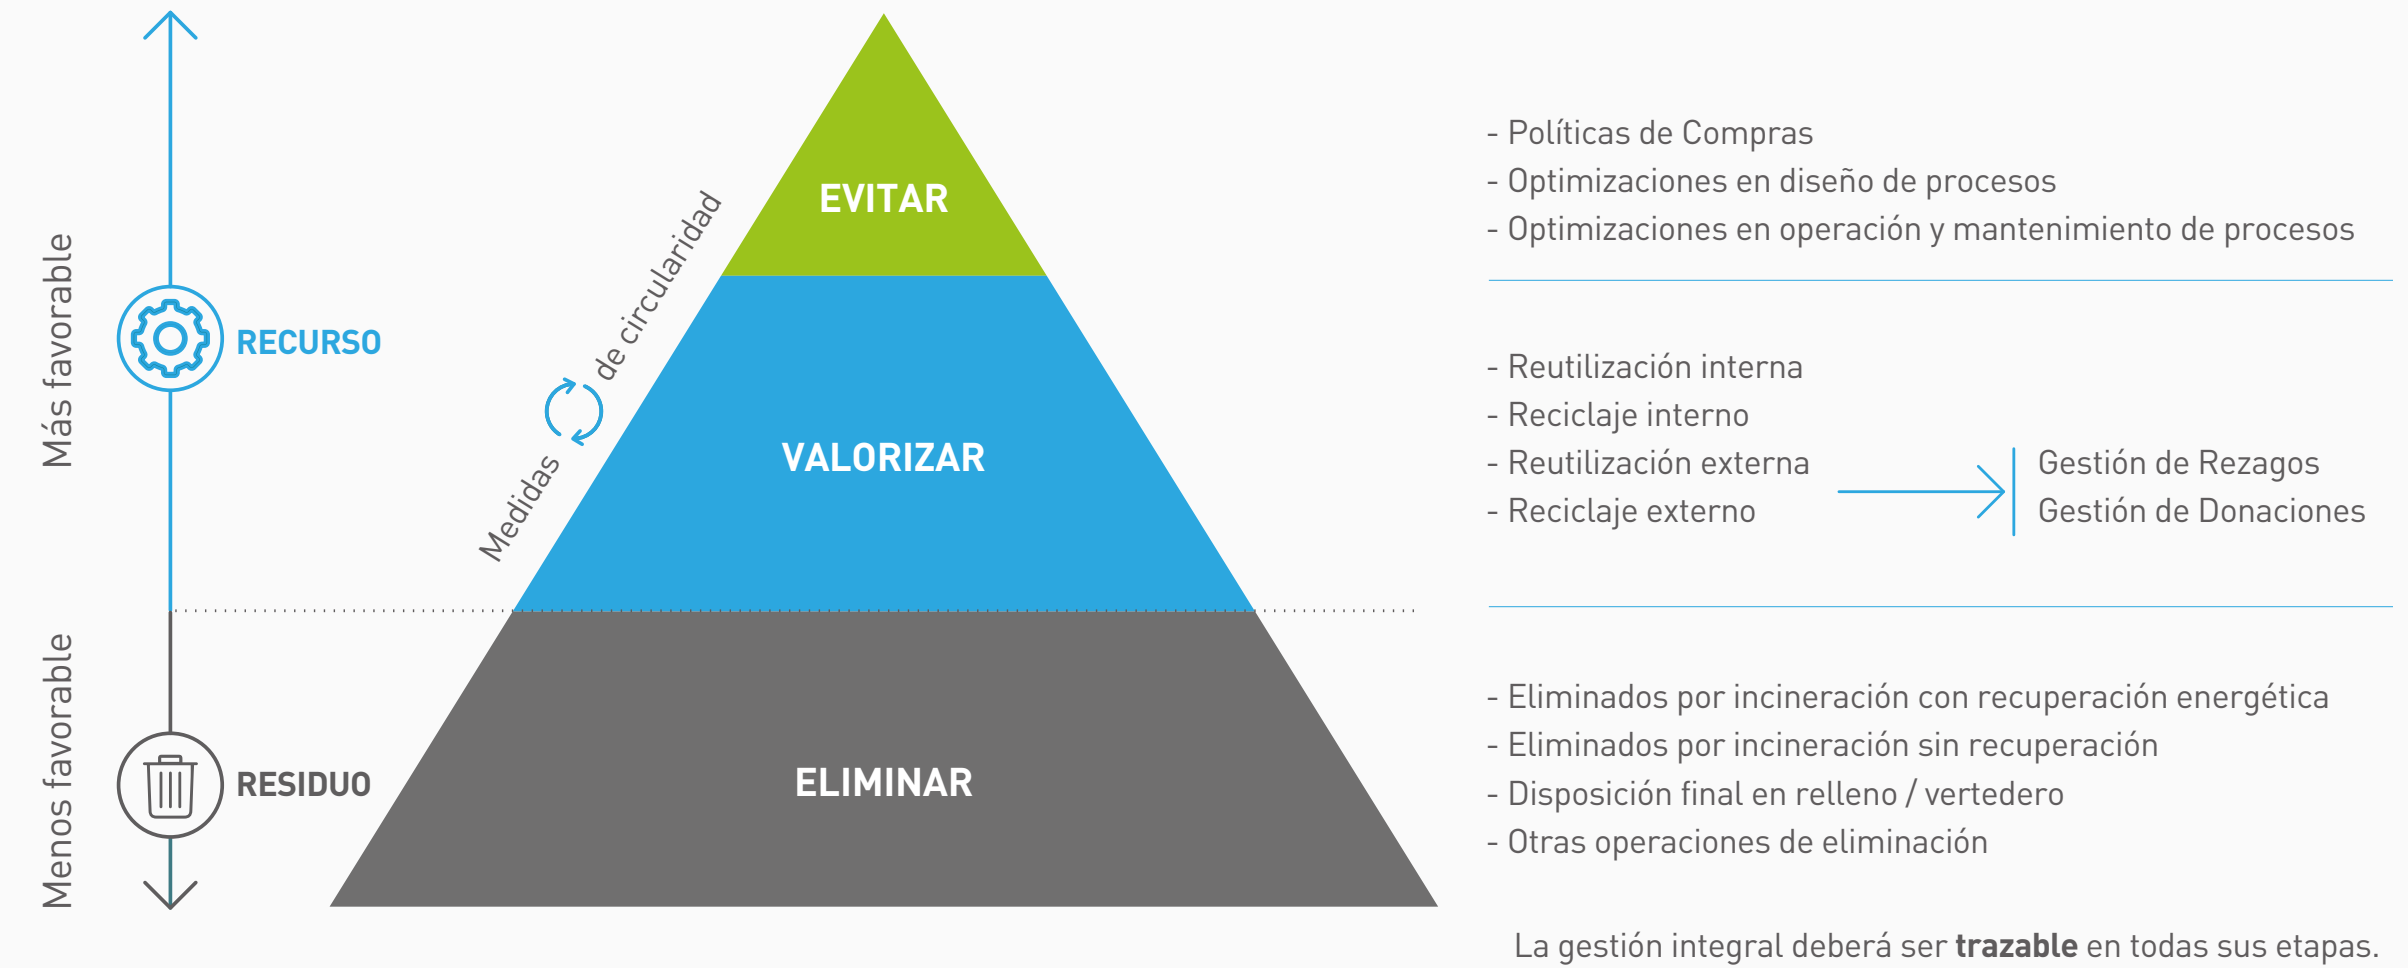 Más favorable
RECURSO
Menos favorable
RESIDUO
Medidas de circularidad
EVITAR
VALORIZAR
ELIMINAR
- Políticas de Compras
- Optimizaciones en diseño de procesos
- Optimizaciones en operación y mantenimiento de procesos
- Reutilización interna
- Reciclaje interno
- Reutilización externa
- Reciclaje externo
Gestión de Rezagos
Gestión de Donaciones
- Eliminados por incineración con recuperación energética
- Eliminados por incineración sin recuperación
- Disposición final en relleno / vertedero
- Otras operaciones de eliminación
La gestión integral deberá ser trazable en todas sus etapas.